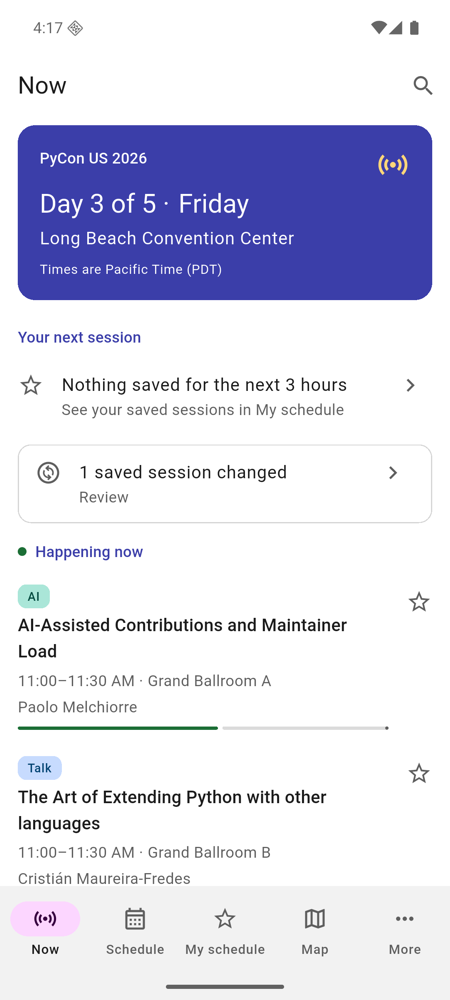 4:17
Now
PyCon US 2026
Day 3 of 5 · Friday
Long Beach Convention Center
Times are Pacific Time (PDT)
Your next session
Nothing saved for the next 3 hours
See your saved sessions in My schedule
1 saved session changed
Review
Happening now
AI
AI-Assisted Contributions and Maintainer
Load
11:00–11:30 AM · Grand Ballroom A
Paolo Melchiorre
Talk
The Art of Extending Python with other
languages
11:00–11:30 AM · Grand Ballroom B
Cristián Maureira-Fredes
Now
Schedule
My schedule
Map
More